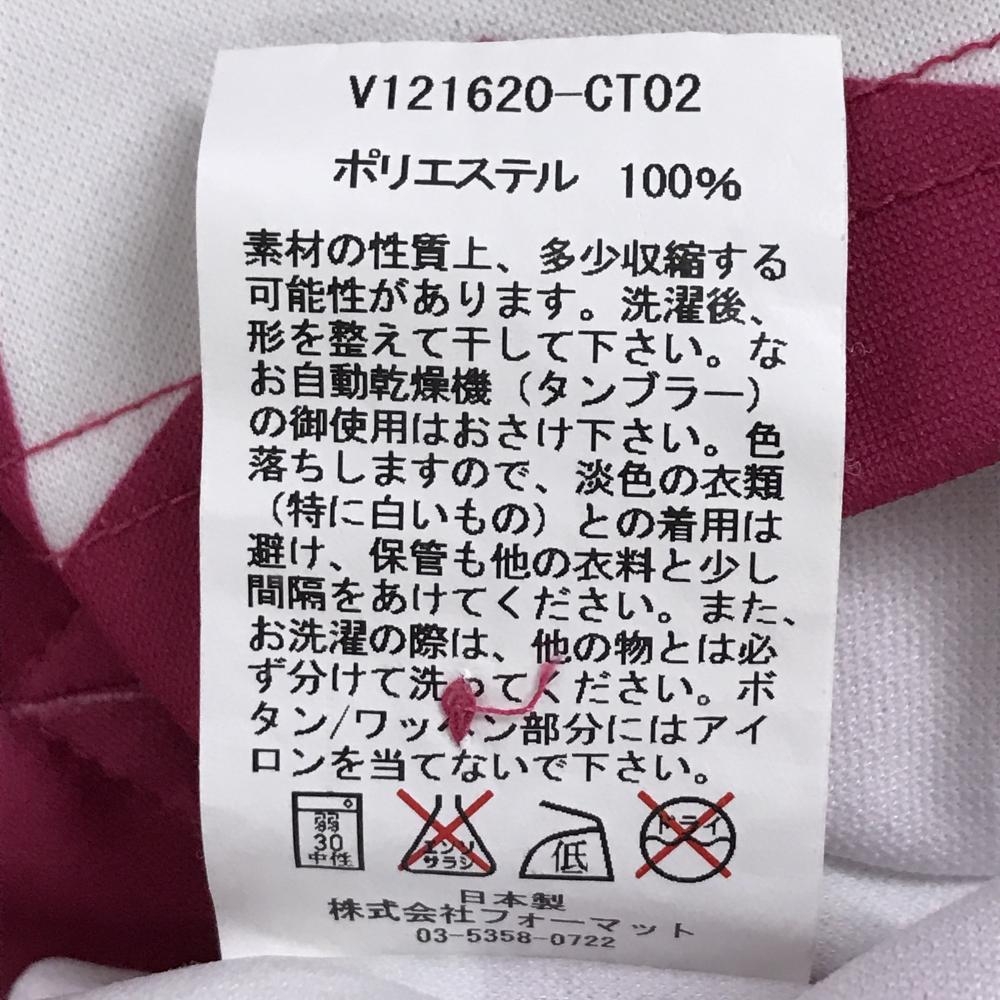 V121620-CT02
ポリエステル 100%
素材の性質上、多少収縮する
可能性があります。洗濯後、
形を整えて干して下さい。な
お自動乾燥機(タンブラー)
の御使用はおさけ下さい。色
落ちしますので、淡色の衣類
(特に白いもの)との着用は
避け、保管も他の衣料と少し
間隔をあけてください。また、
お洗濯の際は、他の物とは必
ず分けて洗ってください。ボ
タン/ワッペン部分にはアイ
ロンを当てないで下さい。
弱
30
中性
エンソ
サラシ
低
ドライ
日本製
株式会社フォーマット
03-5358-0722